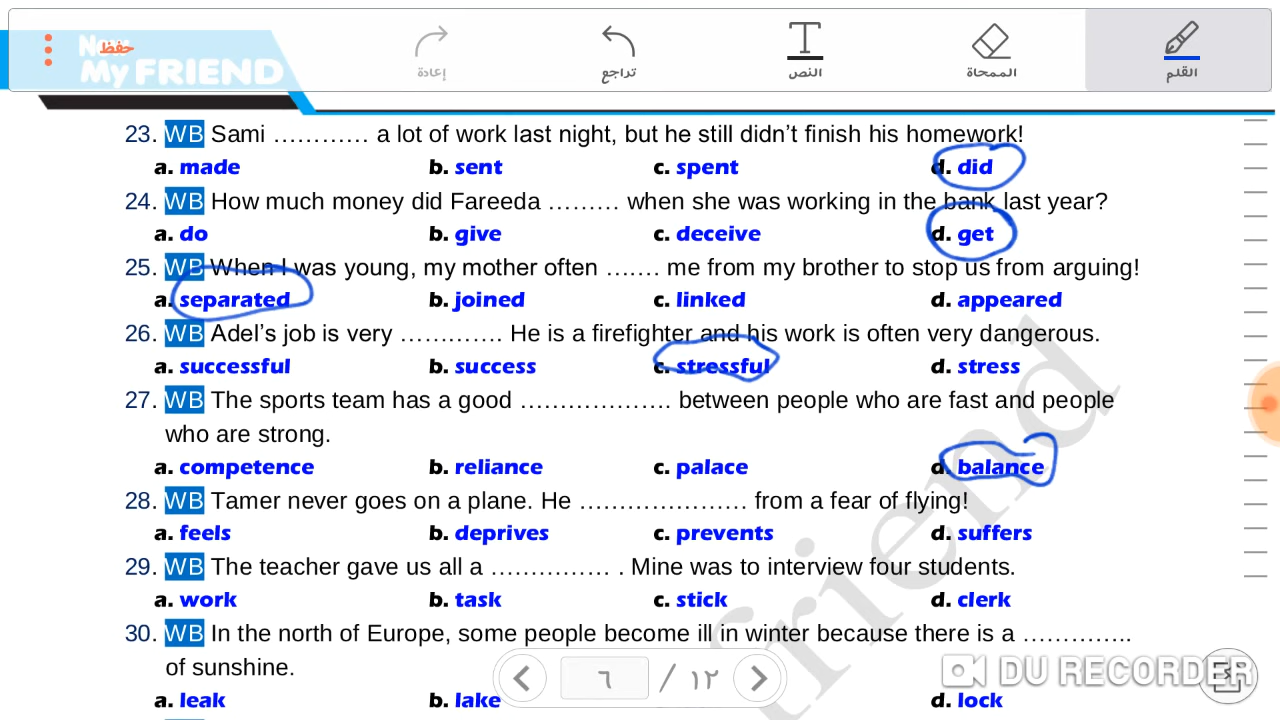 New
حفظ
My FRIEND
إعادة
تراجع
النص
الممحاة
القلم
23. WB Sami ………… a lot of work last night, but he still didn't finish his homework!
a. made b. sent c. spent d. did
24. WB How much money did Fareeda ……… when she was working in the bank last year?
a. do b. give c. deceive d. get
25. WB When I was young, my mother often ……. me from my brother to stop us from arguing!
a. separated b. joined c. linked d. appeared
26. WB Adel's job is very …………. He is a firefighter and his work is often very dangerous.
a. successful b. success c. stressful d. stress
27. WB The sports team has a good ………………. between people who are fast and people
who are strong.
a. competence b. reliance c. palace d. balance
28. WB Tamer never goes on a plane. He ………………… from a fear of flying!
a. feels b. deprives c. prevents d. suffers
29. WB The teacher gave us all a …………… . Mine was to interview four students.
a. work b. task c. stick d. clerk
30. WB In the north of Europe, some people become ill in winter because there is a …………..
of sunshine.
a. leak b. lake d. lock
٦ / ١٢
DU RECORDER
friend